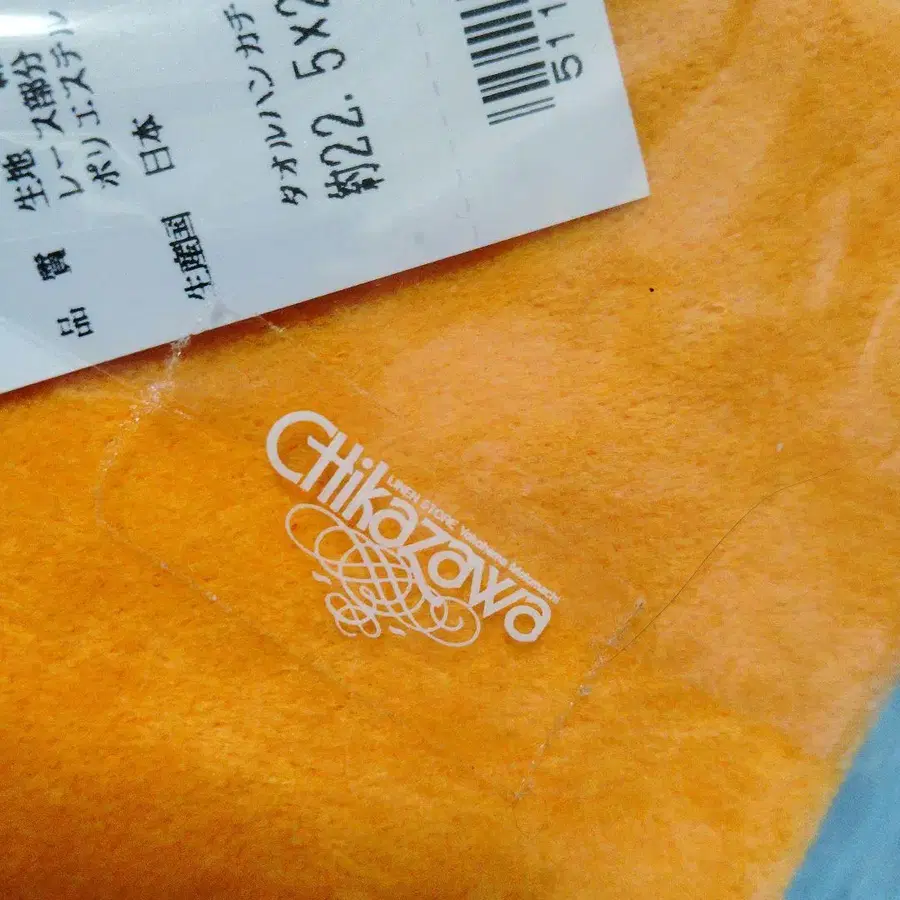 品 質
生地
レース部分
ポリエステル
生産国 日本
タオルハンカチ
約22.5×2
511
CHikazawa
LINEN STORE Yokohama Motomachi